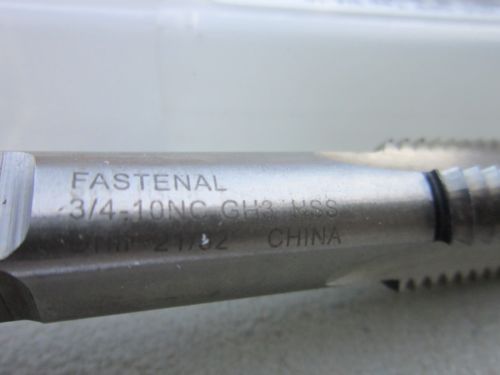 FASTENAL
3/4-10NC GH3 HSS
21/32 CHINA